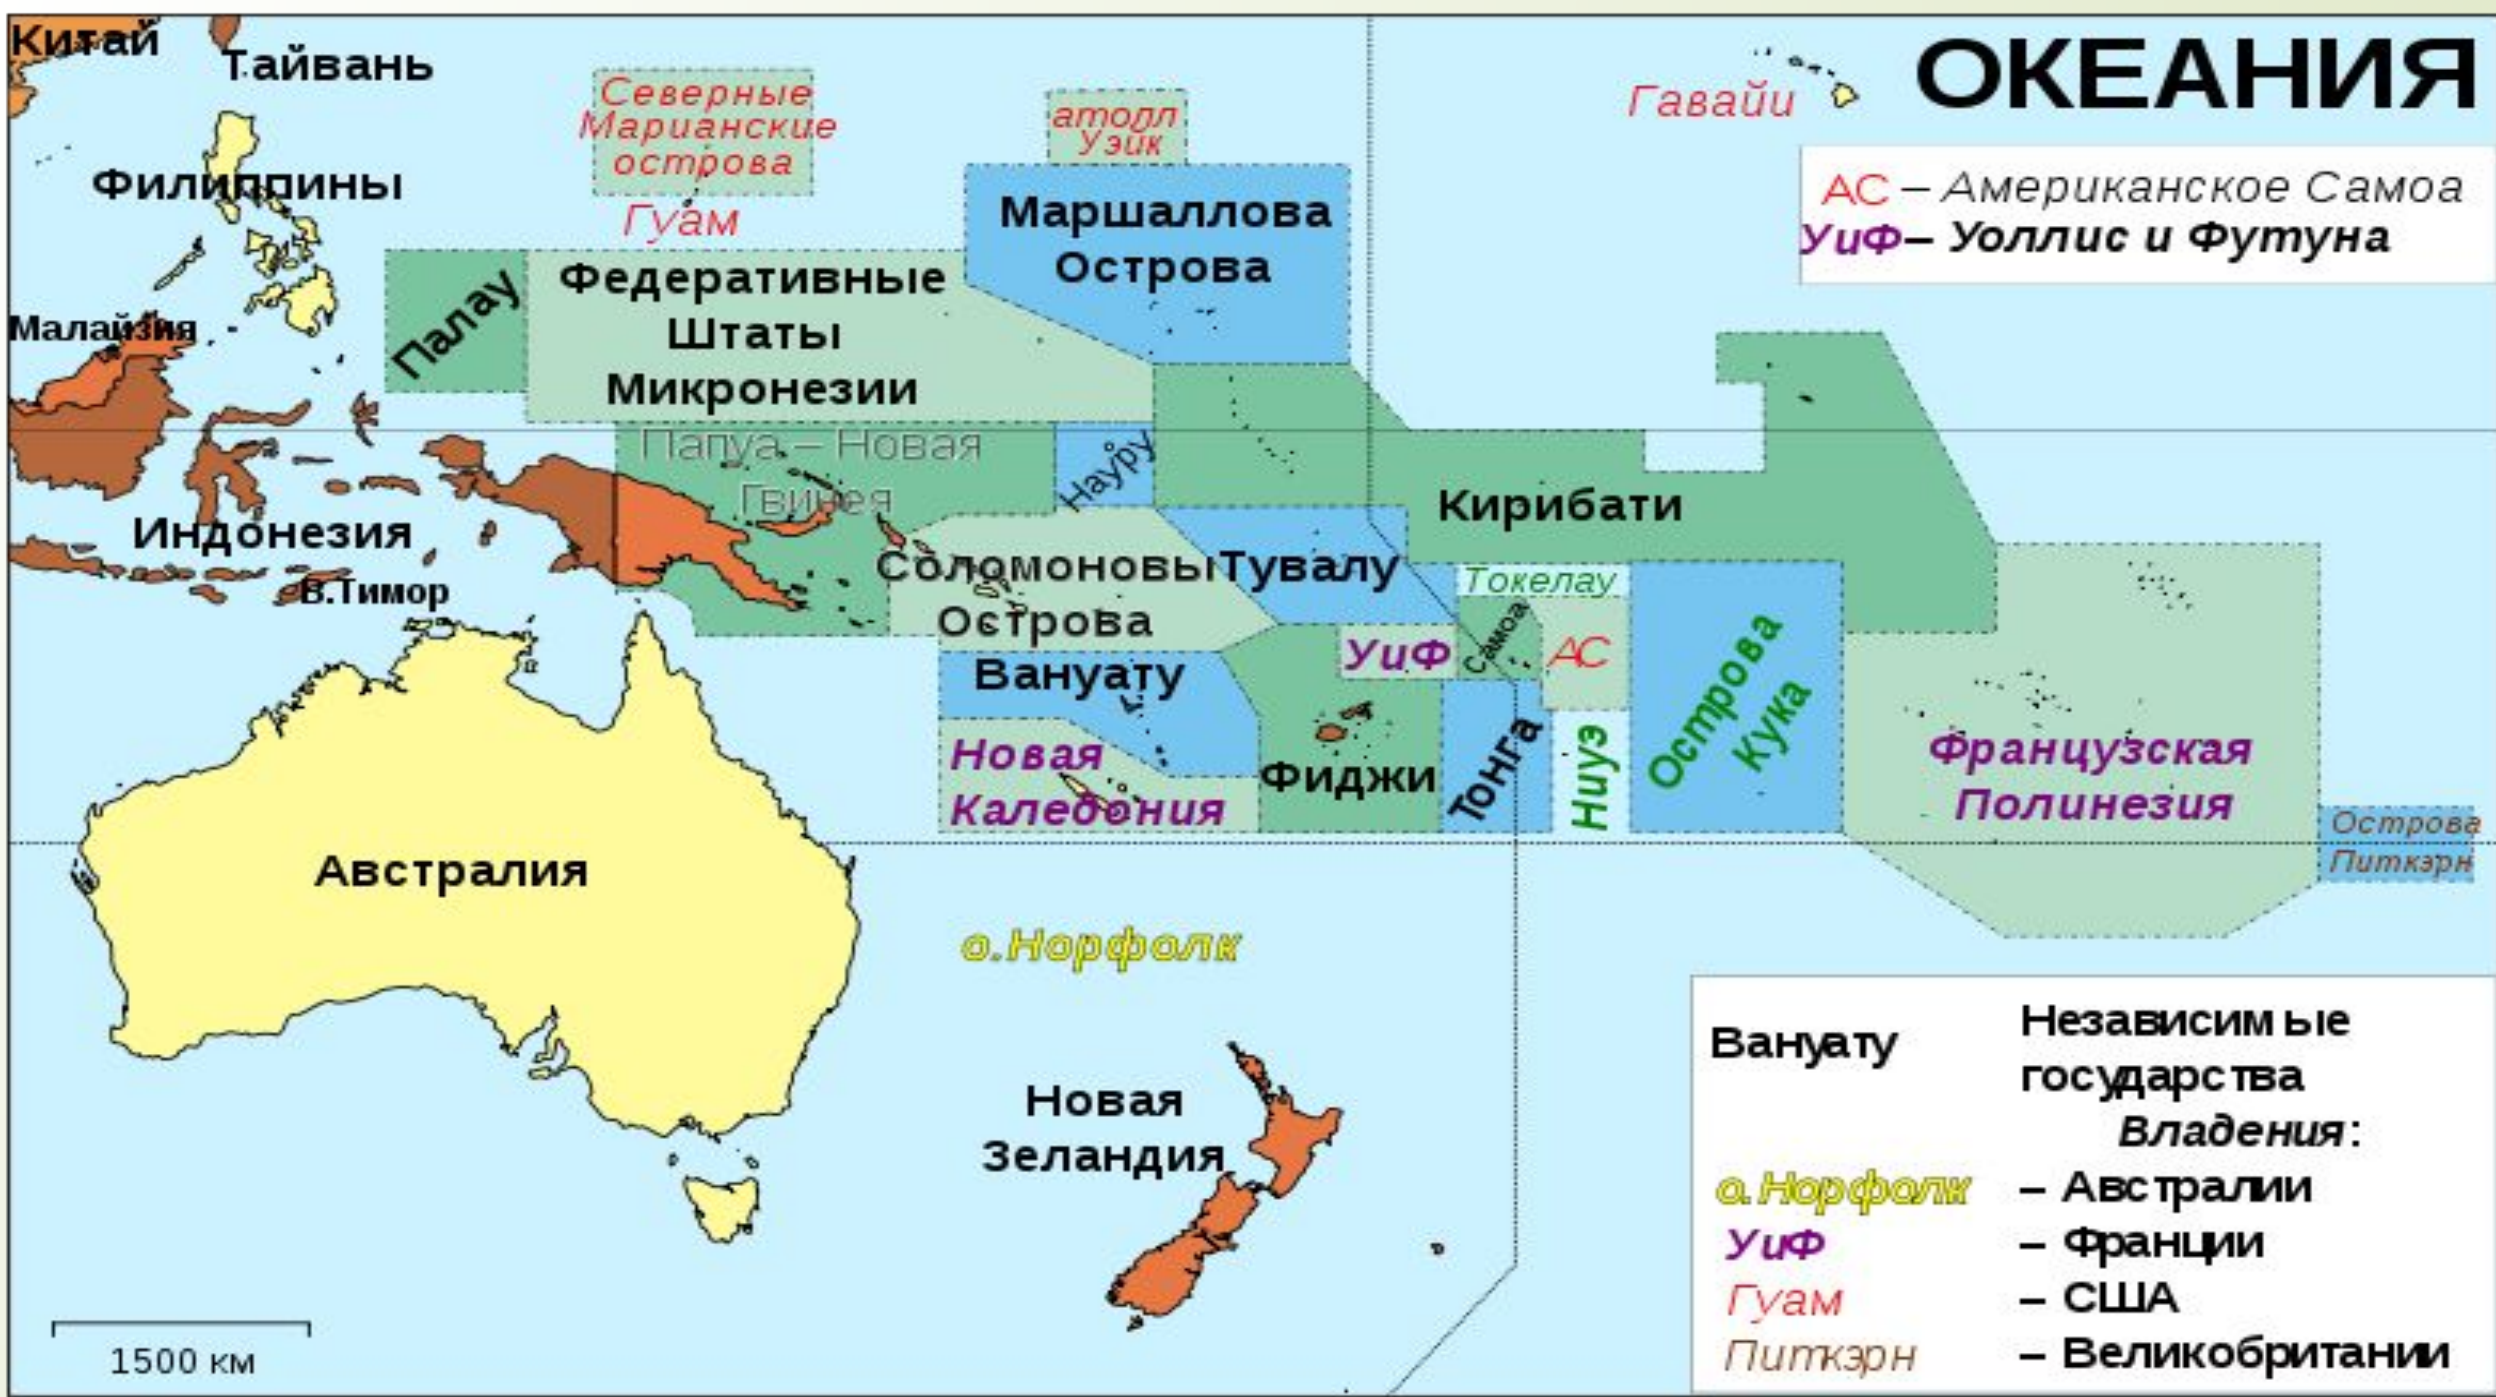 Китай
Тайвань
ОКЕАНИЯ
Северные
Марианские
острова
атолл
Уэйк
Гавайи
АС – Американское Самоа
УиФ– Уоллис и Футуна
Филиппины
Гуам
Маршаллова
Острова
Палау
Федеративные
Штаты
Микронезии
Малайзия
Папуа – Новая
Гвинея
Науру
Кирибати
Индонезия
В.Тимор
Соломоновы
Острова
Тувалу
Токелау
УиФ
Самоа
АС
Острова
Кука
Вануату
Новая
Каледония
Фиджи
Тонга
Ниуэ
Французская
Полинезия
Острова
Питкэрн
Австралия
о.Норфолк
Новая
Зеландия
Вануату
Независимые
государства
Владения:
о.Норфолк – Австралии
УиФ – Франции
Гуам – США
Питкэрн – Великобритании
1500 км